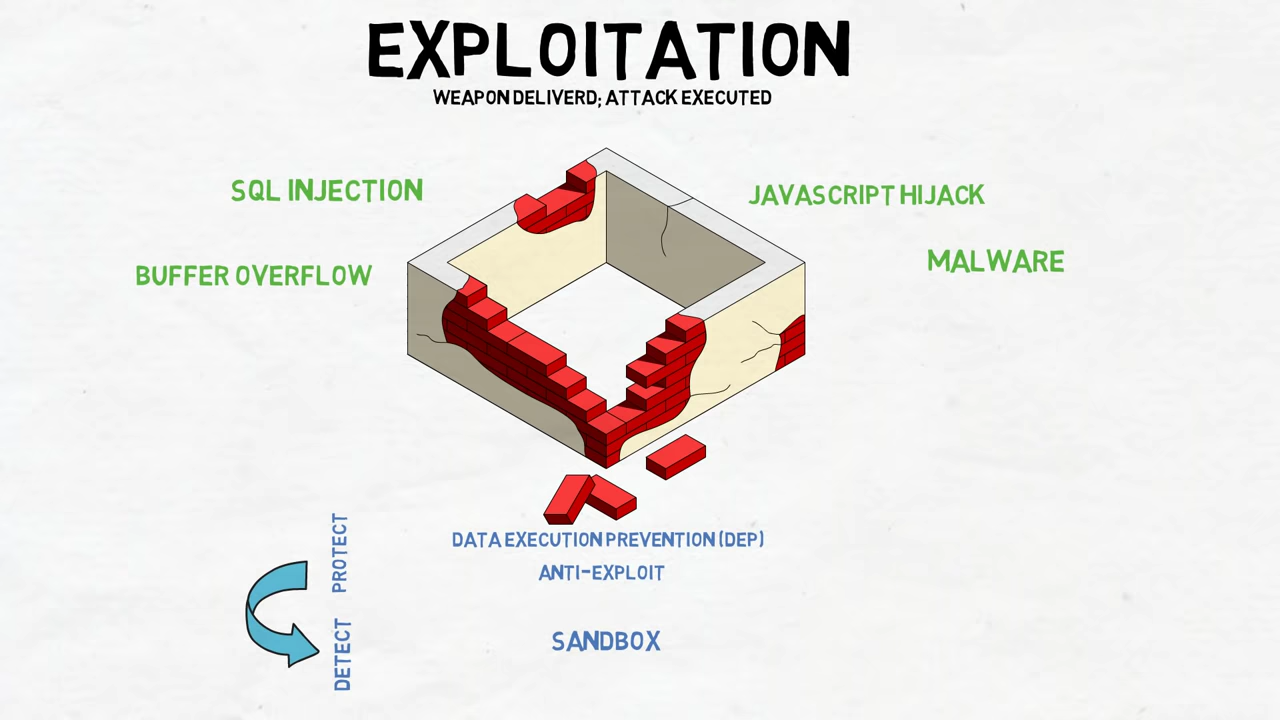 EXPLOITATION
WEAPON DELIVERD; ATTACK EXECUTED
SQL INJECTION
JAVASCRIPT HIJACK
BUFFER OVERFLOW
MALWARE
PROTECT
DATA EXECUTION PREVENTION (DEP)
ANTI-EXPLOIT
DETECT
SANDBOX